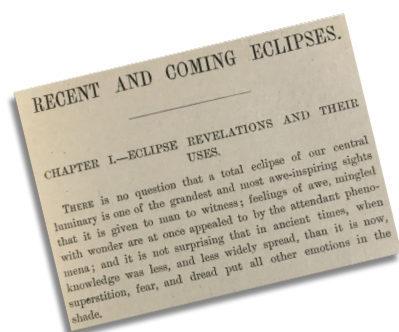 RECENT AND COMING ECLIPSES.
CHAPTER I.—ECLIPSE REVELATIONS AND THEIR
USES.
THERE is no question that a total eclipse of our central
luminary is one of the grandest and most awe-inspiring sights
that it is given to man to witness; feelings of awe, mingled
with wonder are at once appealed to by the attendant pheno-
mena; and it is not surprising that in ancient times, when
knowledge was less, and less widely spread, than it is now,
superstition, fear, and dread put all other emotions in the
shade.